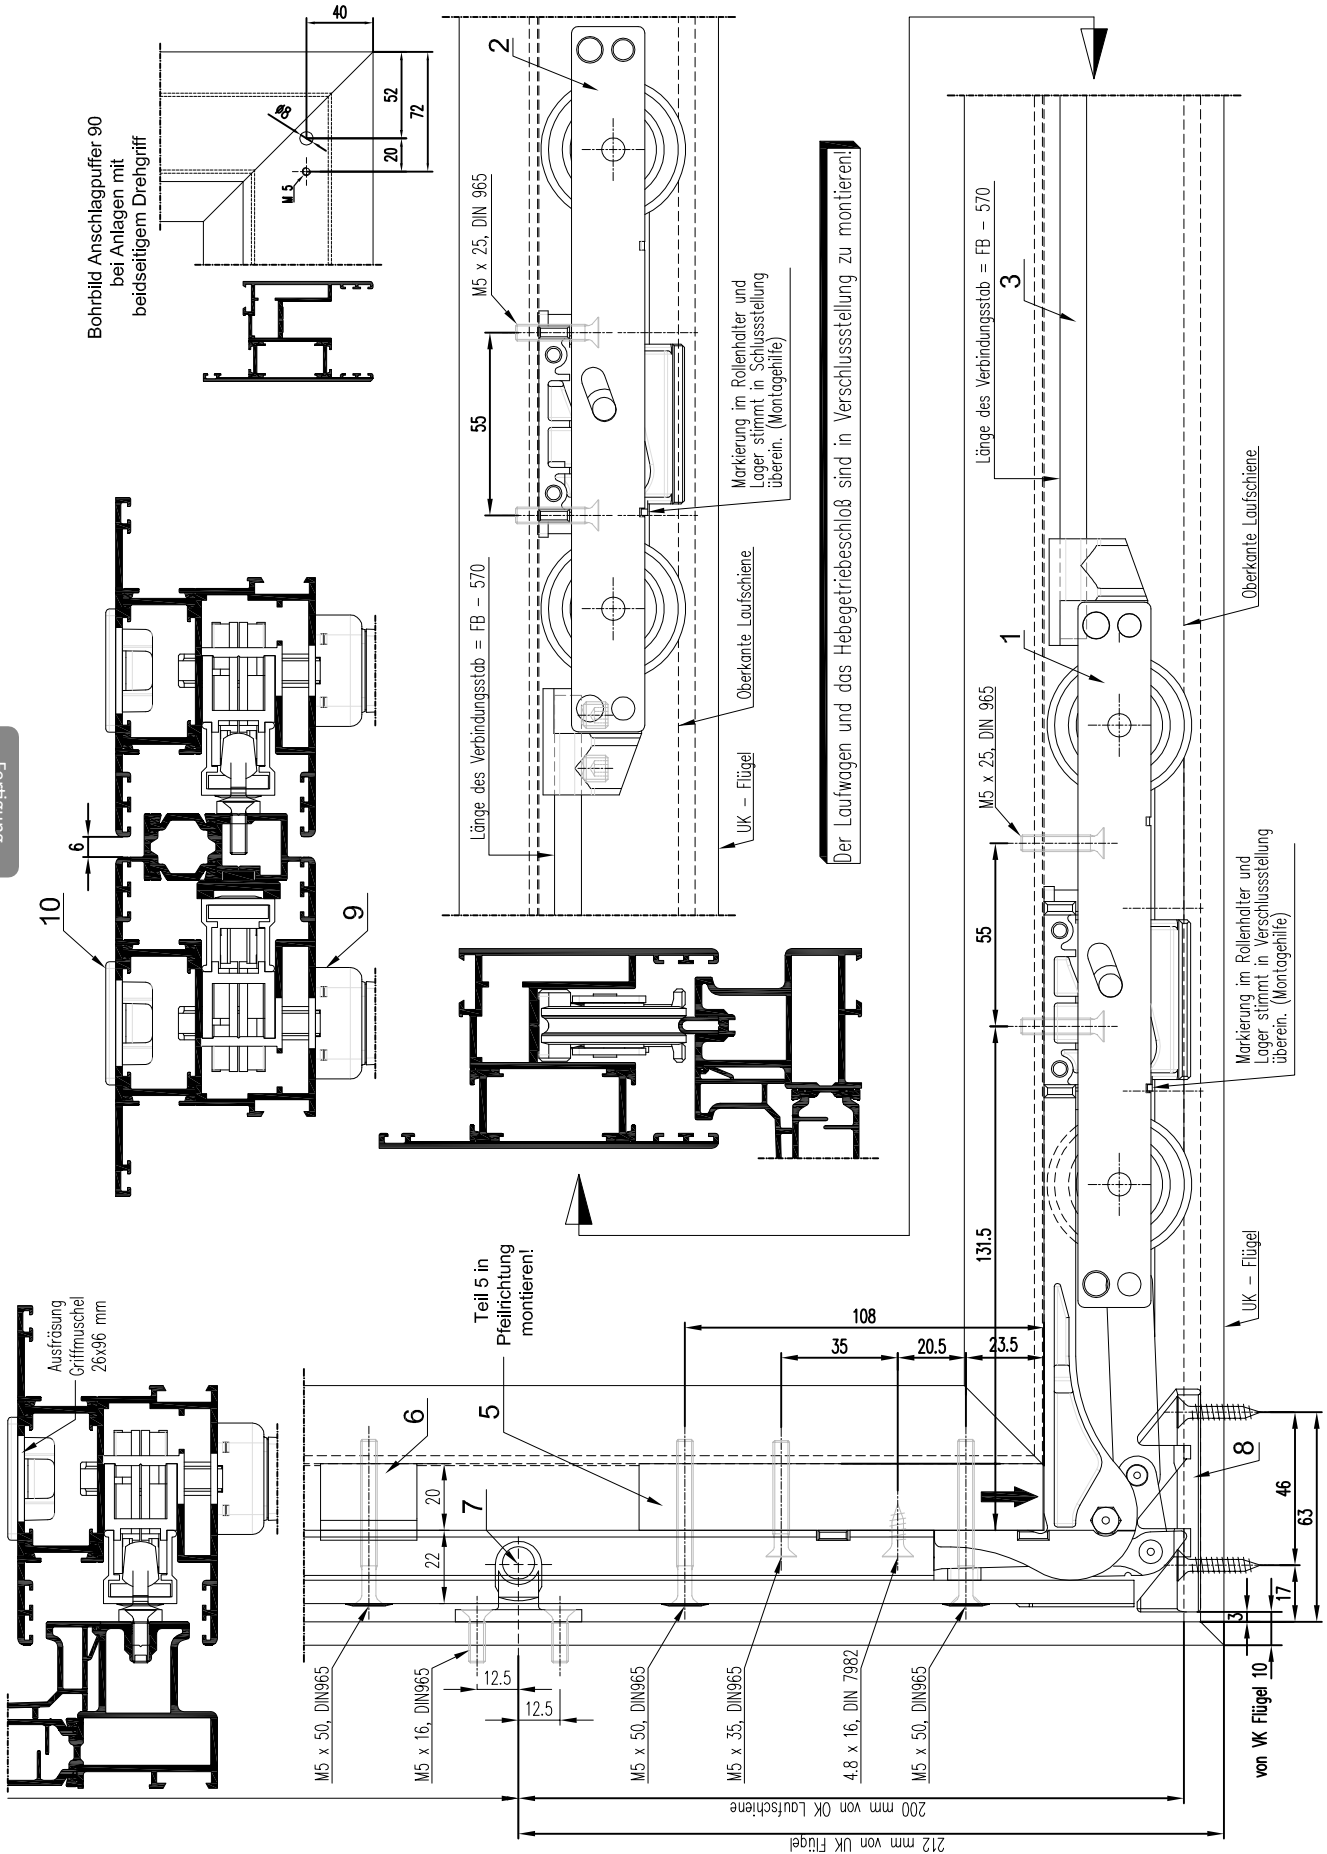 Bohrbild Anschlagpuffer 90
bei Anlagen mit
beidseitigem Drehgriff
40
ø8
M 5
52
20
72
2
M5 x 25, DIN 965
55
Länge des Verbindungsstab = FB - 570
Markierung im Rollenhalter und
Lager stimmt in Schlussstellung
überein. (Montagehilfe)
Oberkante Laufschiene
UK - Flügel
Der Laufwagen und das Hebegetriebeschloß sind in Verschlussstellung zu montieren!
Länge des Verbindungsstab = FB - 570
3
Oberkante Laufschiene
1
M5 x 25, DIN 965
55
131.5
Markierung im Rollenhalter und
Lager stimmt in Verschlussstellung
überein. (Montagehilfe)
UK - Flügel
6
10
9
Ausfräsung
Griffmuschel
26x96 mm
Teil 5 in
Pfeilrichtung
montieren!
5
6
7
8
108
35
20.5
23.5
20
22
46
63
17
3
von VK Flügel 10
M5 x 50, DIN965
M5 x 16, DIN965
12.5
12.5
M5 x 50, DIN965
M5 x 35, DIN965
4.8 x 16, DIN 7982
M5 x 50, DIN965
200 mm von OK Laufschiene
212 mm von UK Flügel